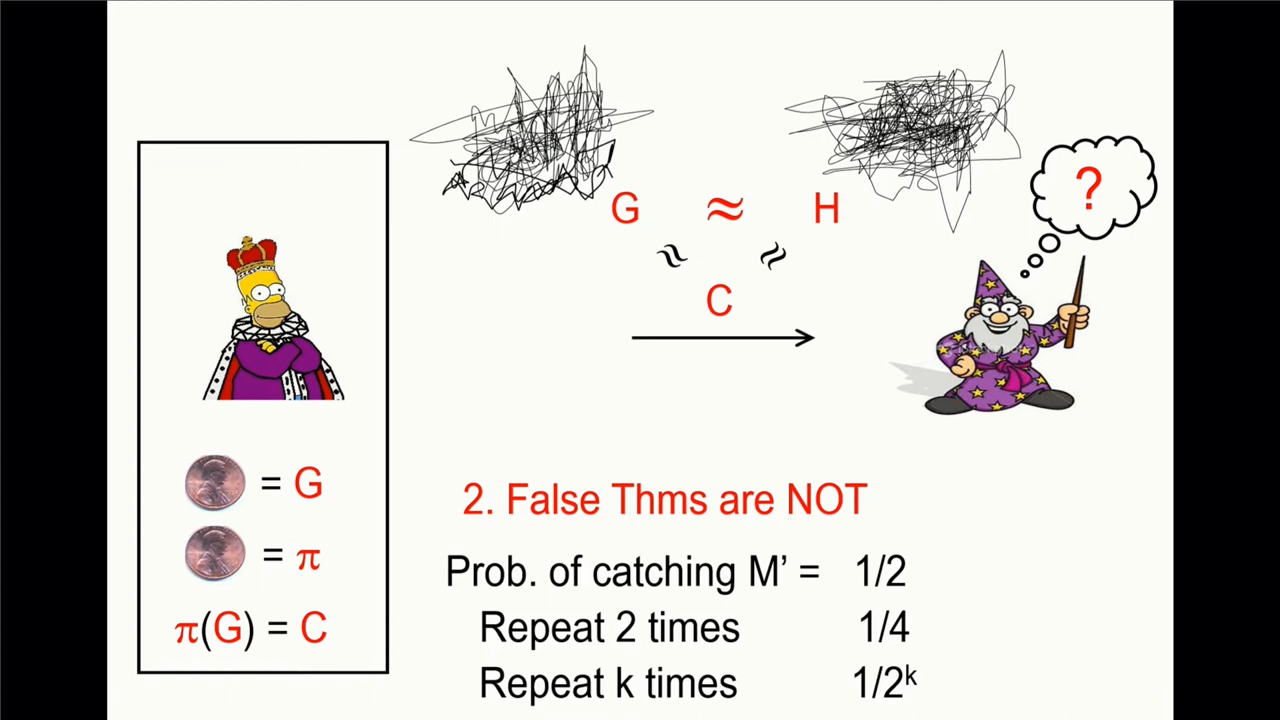 ?
G ≈ H
≈ ≈
C
= G
= π
π(G) = C
2. False Thms are NOT
Prob. of catching M’ = 1/2
Repeat 2 times 1/4
Repeat k times 1/2ᵏ